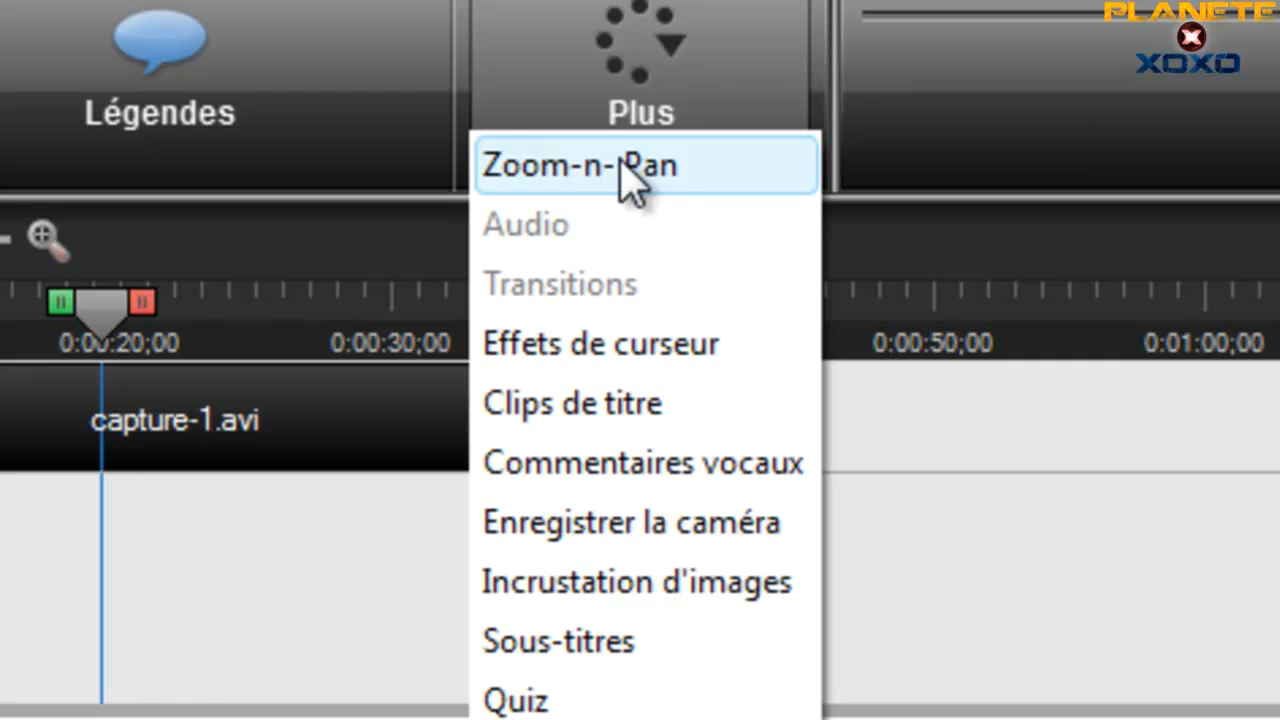 PLANETE
X
XOXO
Légendes
Plus
Zoom-n-Pan
Audio
Transitions
0:00:20;00
0:00:30;00
0:00:50;00
0:01:00;00
Effets de curseur
Clips de titre
capture-1.avi
Commentaires vocaux
Enregistrer la caméra
Incrustation d'images
Sous-titres
Quiz